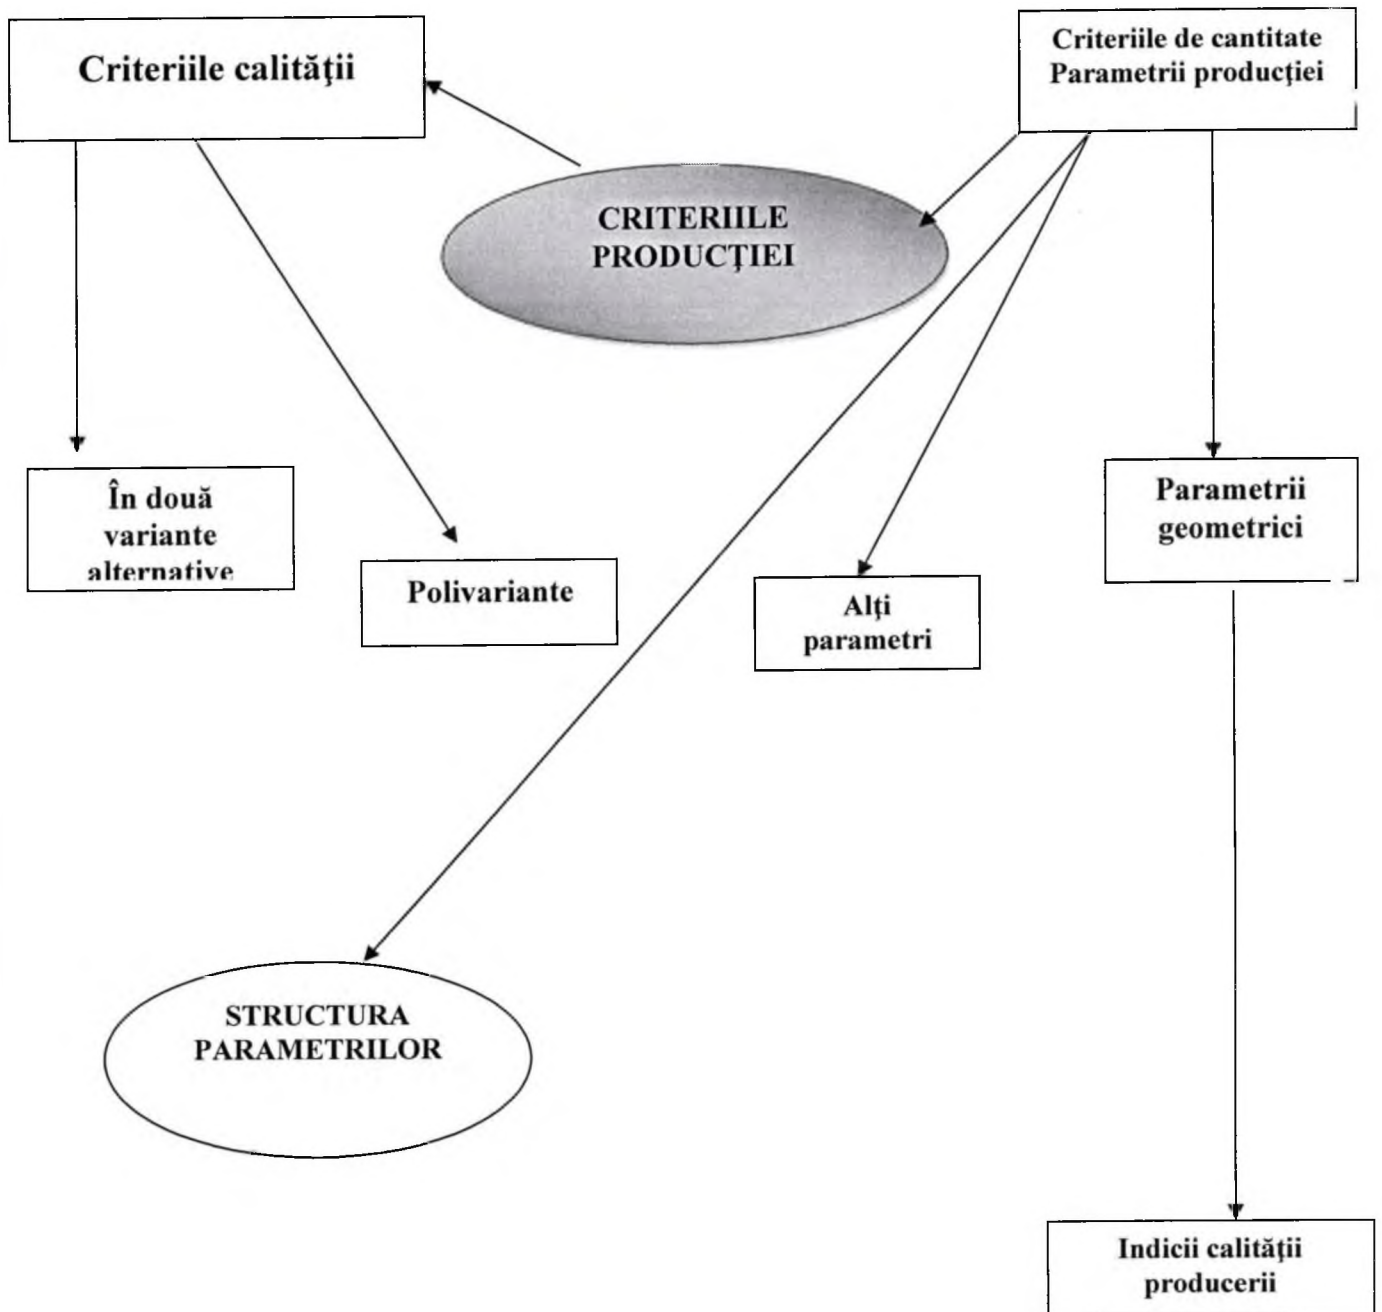 Criteriile calităţii
Criteriile de cantitate
Parametrii producţiei
CRITERIILE
PRODUCŢIEI
În două
variante
alternative
Polivariante
Alţi
parametri
Parametrii
geometrici
STRUCTURA
PARAMETRILOR
Indicii calităţii
producerii